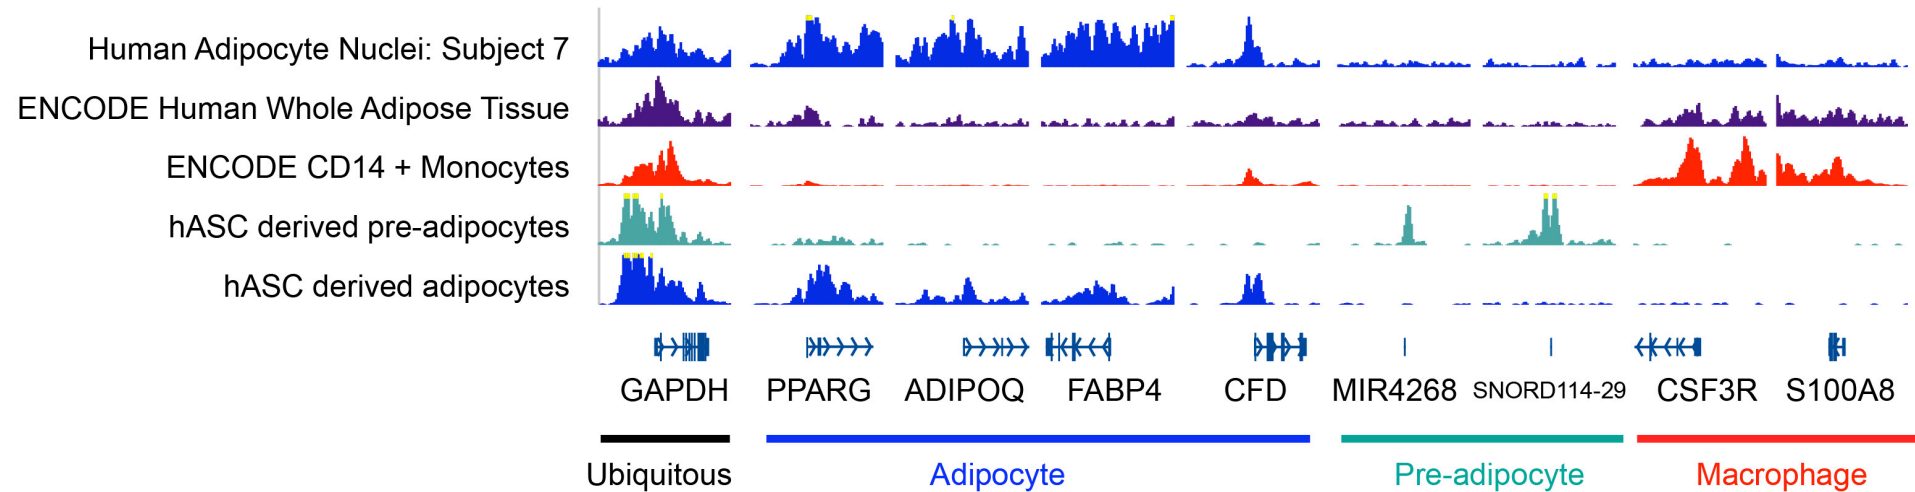 Human Adipocyte Nuclei: Subject 7
ENCODE Human Whole Adipose Tissue
ENCODE CD14 + Monocytes
hASC derived pre-adipocytes
hASC derived adipocytes
GAPDH PPARG ADIPOQ FABP4 CFD MIR4268 SNORD114-29 CSF3R S100A8
Ubiquitous Adipocyte Pre-adipocyte Macrophage